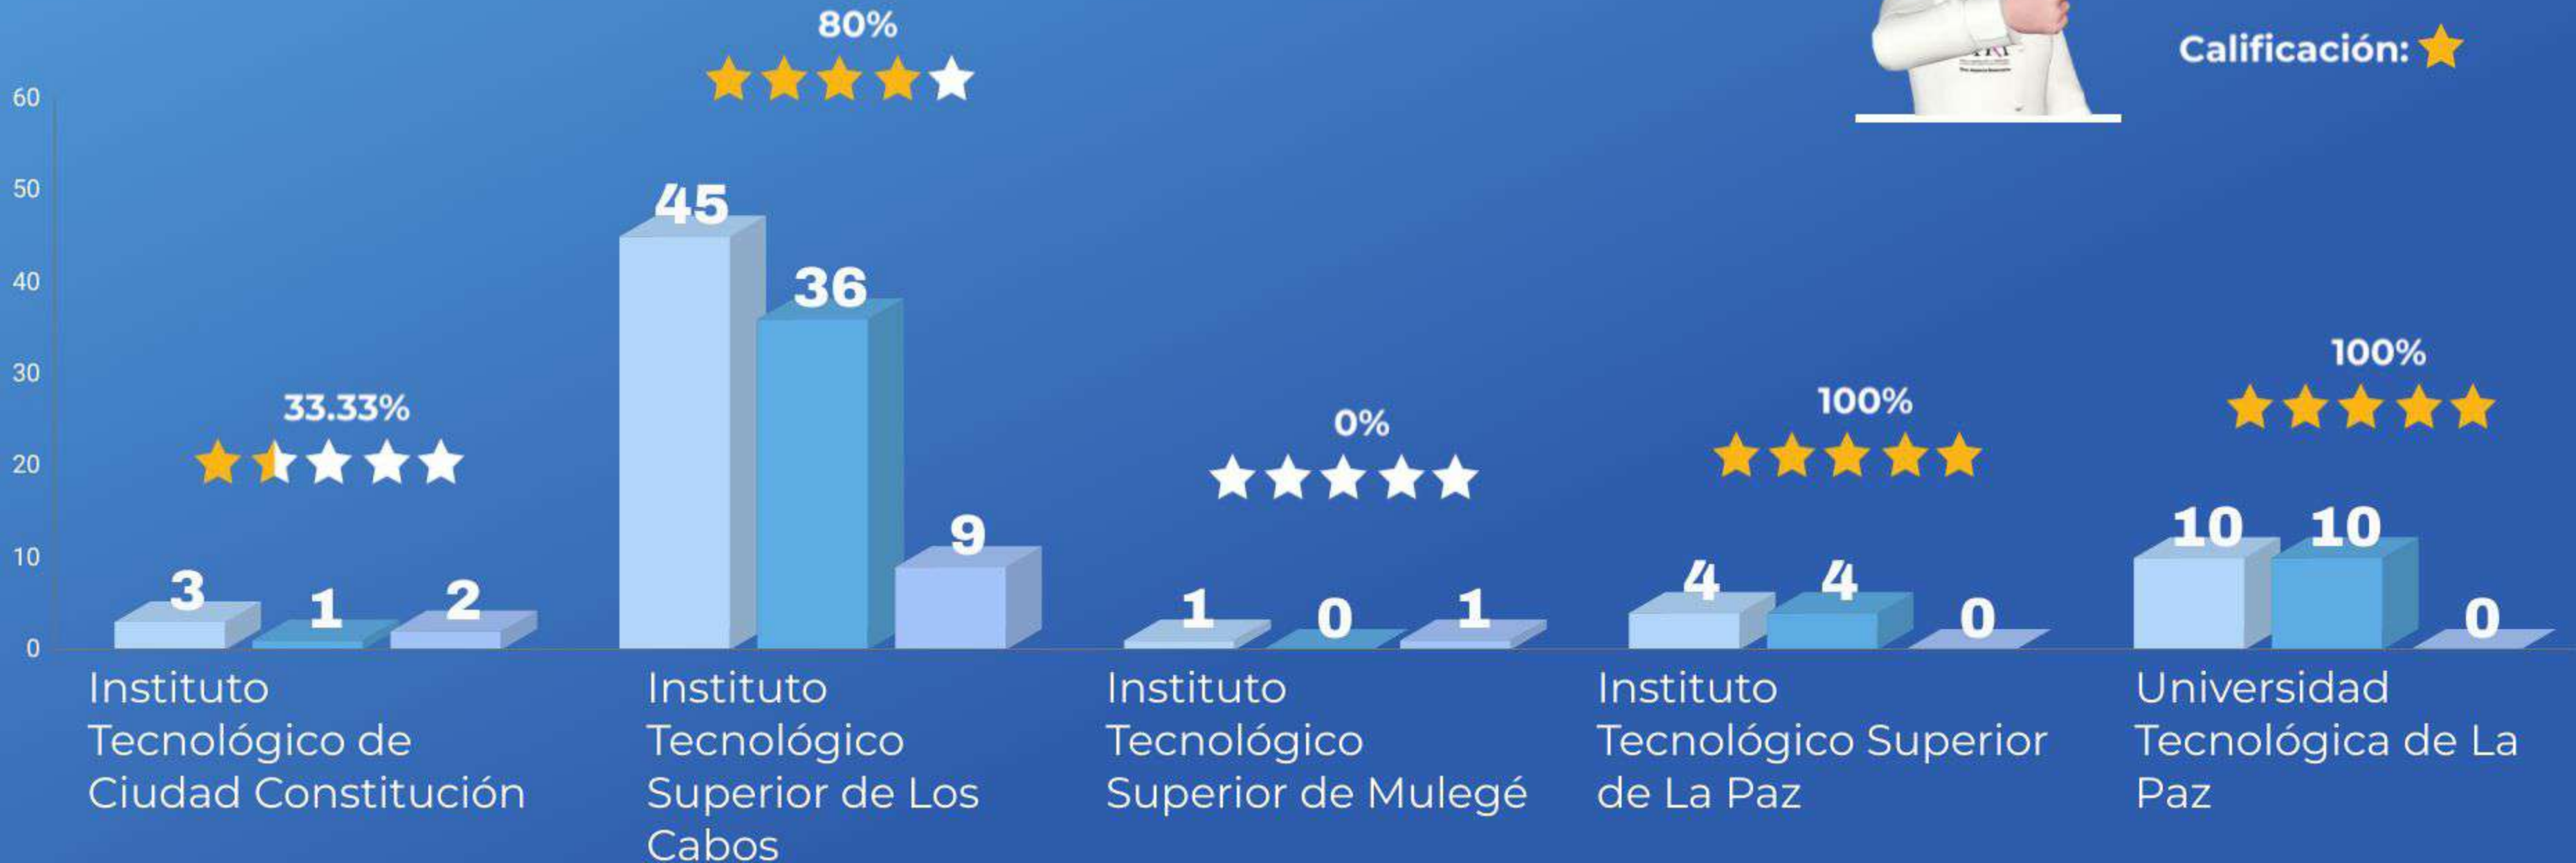 80%
Calificación:
60
50
40
30
20
10
0
33.33%
3
1
2
45
36
9
0%
1
0
1
100%
4
4
0
100%
10
10
0
Instituto
Tecnológico de
Ciudad Constitución
Instituto
Tecnológico
Superior de Los
Cabos
Instituto
Tecnológico
Superior de Mulegé
Instituto
Tecnológico Superior
de La Paz
Universidad
Tecnológica de La
Paz